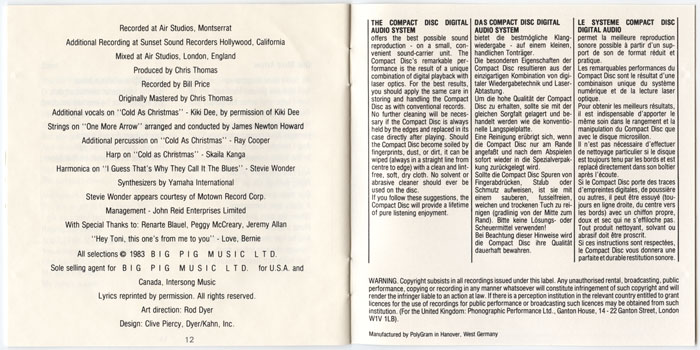 Recorded at Air Studios, Montserrat
Additional Recording at Sunset Sound Recorders Hollywood, California
Mixed at Air Studios, London, England
Produced by Chris Thomas
Recorded by Bill Price
Originally Mastered by Chris Thomas
Additional vocals on "Cold As Christmas" - Kiki Dee, by permission of Kiki Dee
Strings on "One More Arrow" arranged and conducted by James Newton Howard
Additional percussion on "Cold As Christmas" - Ray Cooper
Harp on "Cold as Christmas" - Skaila Kanga
Harmonica on "I Guess That's Why They Call It The Blues" - Stevie Wonder
Synthesizers by Yamaha International
Stevie Wonder appears courtesy of Motown Record Corp.
Management - John Reid Enterprises Limited
With Special Thanks to: Renarte Blauel, Peggy McCreary, Jeremy Allan
"Hey Toni, this one's from me to you" - Love, Bernie
All selections © 1983 BIG PIG MUSIC LTD.
Sole selling agent for BIG PIG MUSIC LTD. for U.S.A. and
Canada, Intersong Music
Lyrics reprinted by permission. All rights reserved.
Art direction: Rod Dyer
Design: Clive Piercy, Dyer/Kahn, Inc.
12
THE COMPACT DISC DIGITAL
AUDIO SYSTEM
offers the best possible sound
reproduction - on a small, con-
venient sound-carrier unit. The
Compact Disc's remarkable per-
formance is the result of a unique
combination of digital playback with
laser optics. For the best results,
you should apply the same care in
storing and handling the Compact
Disc as with conventional records.
No further cleaning will be neces-
sary if the Compact Disc is always
held by the edges and replaced in its
case directly after playing. Should
the Compact Disc become soiled by
fingerprints, dust, or dirt, it can be
wiped (always in a straight line from
centre to edge) with a clean and lint-
free, soft, dry cloth. No solvent or
abrasive cleaner should ever be
used on the disc.
If you follow these suggestions, the
Compact Disc will provide a lifetime
of pure listening enjoyment.
DAS COMPACT DISC DIGITAL
AUDIO SYSTEM
bietet die bestmögliche Klang-
wiedergabe - auf einem kleinen,
handlichen Tonträger.
Die besonderen Eigenschaften der
Compact Disc resultieren aus der
einzigartigen Kombination von digi-
taler Wiedergabetechnik und Laser-
Abtastung.
Um die hohe Qualität der Compact
Disc zu erhalten, sollte sie mit der
gleichen Sorgfalt gelagert und be-
handelt werden wie die konventio-
nelle Langspielplatte.
Eine Reinigung erübrigt sich, wenn
die Compact Disc nur am Rande
angefaßt und nach dem Abspielen
sofort wieder in die Spezialverpak-
kung zurückgelegt wird.
Sollte die Compact Disc Spuren von
Fingerabdrücken, Staub oder
Schmutz aufweisen, ist sie mit
einem sauberen, fusselfreien,
weichen und trockenen Tuch zu rei-
nigen (gradlinig von der Mitte zum
Rand). Bitte keine Lösungs- oder
Scheuermittel verwenden!
Bei Beachtung dieser Hinweise wird
die Compact Disc ihre Qualität
dauerhaft bewahren.
LE SYSTEME COMPACT DISC
DIGITAL AUDIO
permet la meilleure reproduction
sonore possible à partir d'un sup-
port de son de format réduit et
pratique.
Les remarquables performances du
Compact Disc sont le résultat d'une
combinaison unique du système
numérique et de la lecture laser
optique.
Pour obtenir les meilleurs résultats,
il est indispensable d'apporter le
même soin dans le rangement et la
manipulation du Compact Disc que
avec le disque microsillon.
Il n'est pas nécessaire d'effectuer
de nettoyage particulier si le disque
est toujours tenu par les bords et est
replacé directement dans son boîtier
après l'écoute.
Si le Compact Disc porte des traces
d'empreintes digitales, de poussière
ou autres, il peut être essuyé (tou-
jours en ligne droite, du centre vers
les bords) avec un chiffon propre,
doux et sec qui ne s'effiloche pas.
Tout produit nettoyant, solvant ou
abrasif doit être proscrit.
Si ces instructions sont respectées,
le Compact Disc vous donnera une
parfaite et durable restitution sonore.
WARNING. Copyright subsists in all recordings issued under this label. Any unauthorised rental, broadcasting, public
performance, copying or recording in any manner whatsoever will constitute infringement of such copyright and will
render the infringer liable to an action at law. If there is a perception institution in the relevant country entitled to grant
licences for the use of recordings for public performance or broadcasting such licences may be obtained from such
institution. (For the United Kingdom: Phonographic Performance Ltd., Ganton House, 14 - 22 Ganton Street, London
W1V 1LB).
Manufactured by PolyGram in Hanover, West Germany